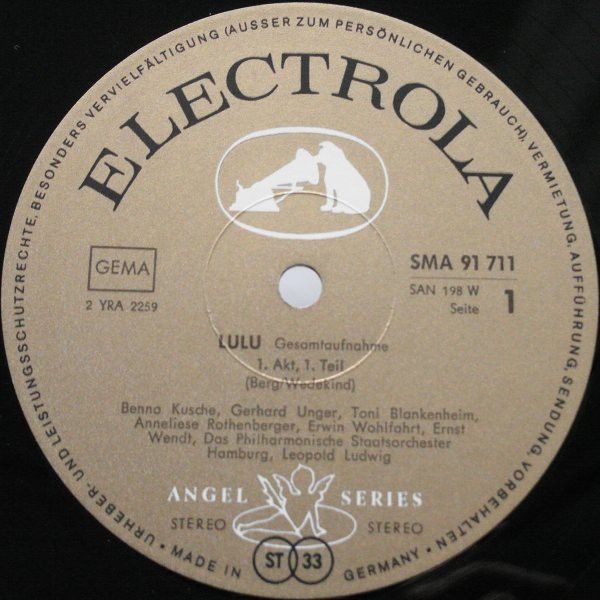 URHEBER- UND LEISTUNGSSCHUTZRECHTE, BESONDERS VERVIELFÄLTIGUNG (AUSSER ZUM PERSÖNLICHEN GEBRAUCH), VERMIETUNG, AUFFÜHRUNG, SENDUNG, VORBEHALTEN • MADE IN GERMANY •
ELECTROLA
GEMA
2 YRA 2259
SMA 91 711
SAN 198 W
Seite 1
LULU Gesamtaufnahme
1. Akt, 1. Teil
(Berg/Wedekind)
Benno Kusche, Gerhard Unger, Toni Blankenheim,
Anneliese Rothenberger, Erwin Wohlfahrt, Ernst
Wendt, Das Philharmonische Staatsorchester
Hamburg, Leopold Ludwig
ANGEL SERIES
STEREO STEREO
ST 33